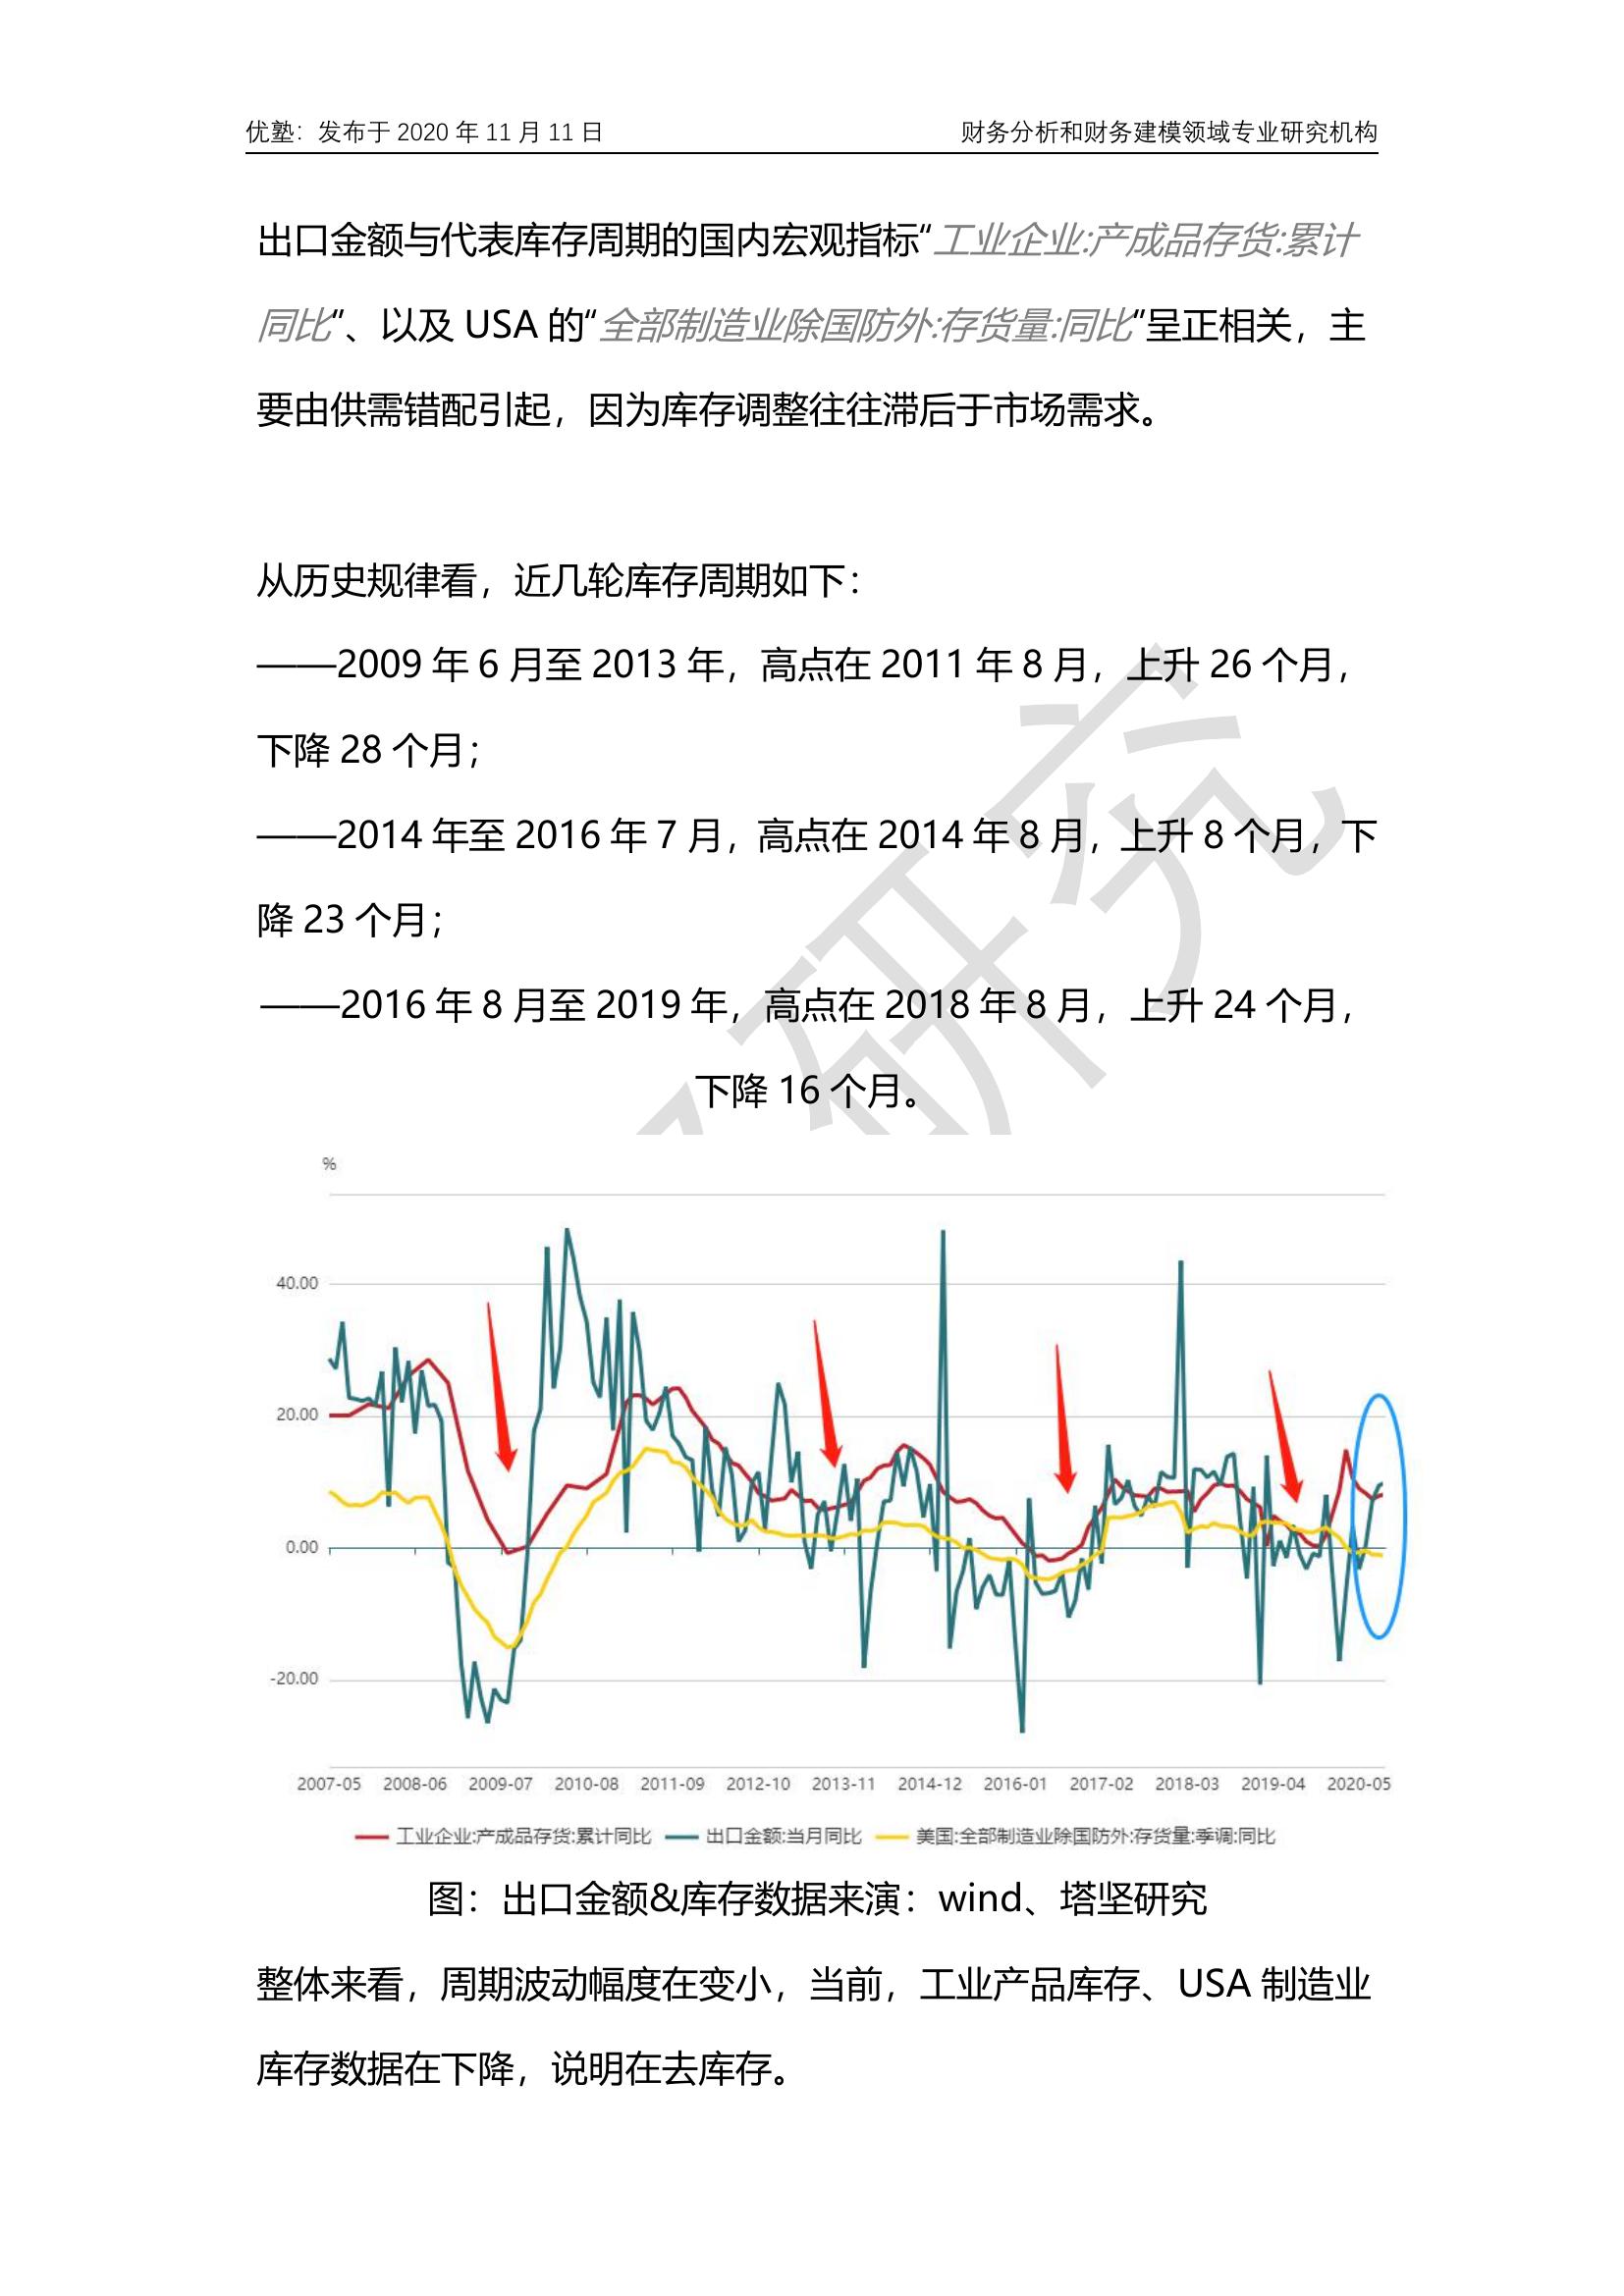 优塾：发布于 2020 年 11 月 11 日 财务分析和财务建模领域专业研究机构
出口金额与代表库存周期的国内宏观指标“工业企业:产成品存货:累计
同比”、以及 USA 的“全部制造业除国防外:存货量:同比”呈正相关，主
要由供需错配引起，因为库存调整往往滞后于市场需求。
从历史规律看，近几轮库存周期如下：
——2009 年 6 月至 2013 年，高点在 2011 年 8 月，上升 26 个月，
下降 28 个月；
——2014 年至 2016 年 7 月，高点在 2014 年 8 月，上升 8 个月，下
降 23 个月；
——2016 年 8 月至 2019 年，高点在 2018 年 8 月，上升 24 个月，
下降 16 个月。
研究
%
40.00
20.00
0.00
-20.00
2007-05 2008-06 2009-07 2010-08 2011-09 2012-10 2013-11 2014-12 2016-01 2017-02 2018-03 2019-04 2020-05
工业企业:产成品存货:累计同比 出口金额:当月同比 美国:全部制造业除国防外:存货量:季调:同比
图：出口金额&库存数据来演：wind、塔坚研究
整体来看，周期波动幅度在变小，当前，工业产品库存、USA 制造业
库存数据在下降，说明在去库存。